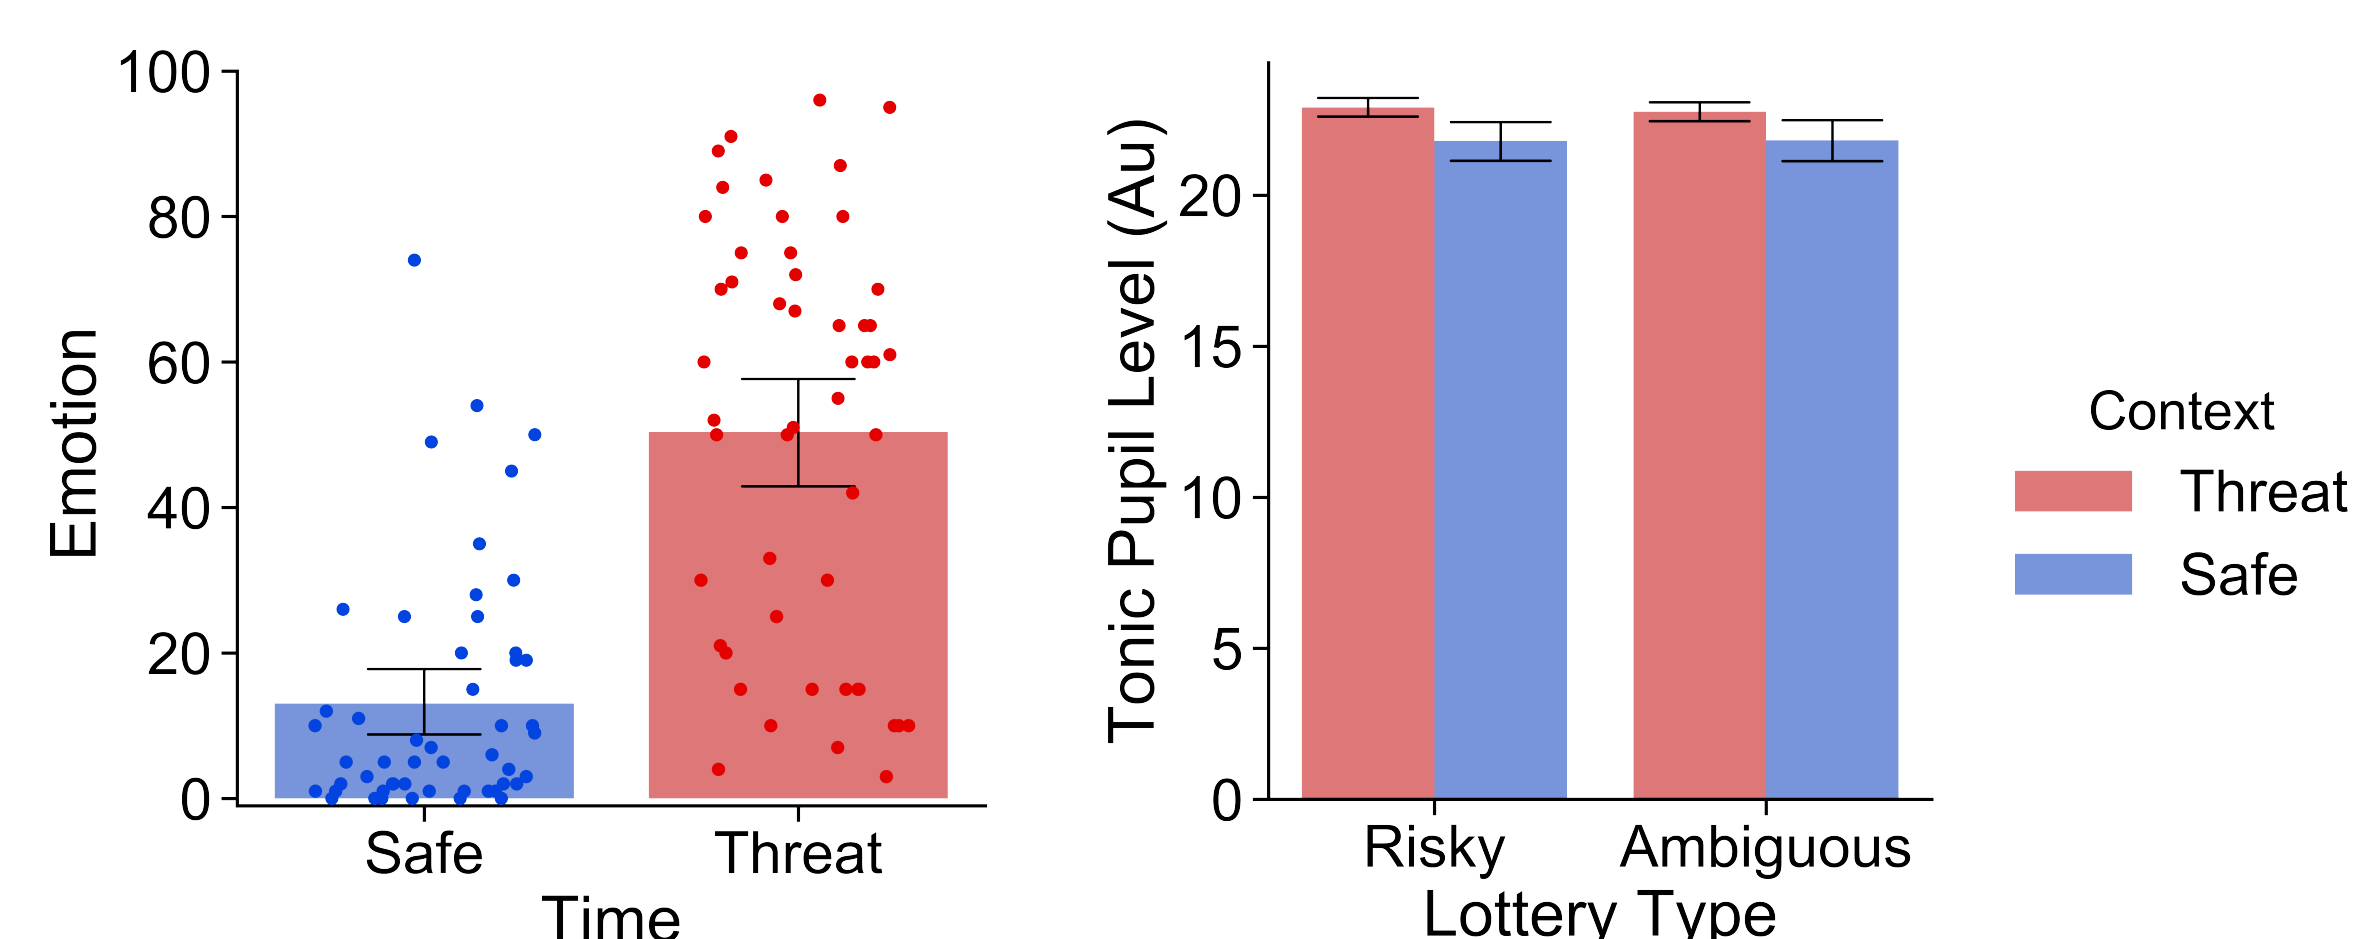 100
80
60
40
20
0
Emotion
Safe
Threat
Time
Tonic Pupil Level (Au)
20
15
10
5
0
Risky
Ambiguous
Lottery Type
Context
Threat
Safe